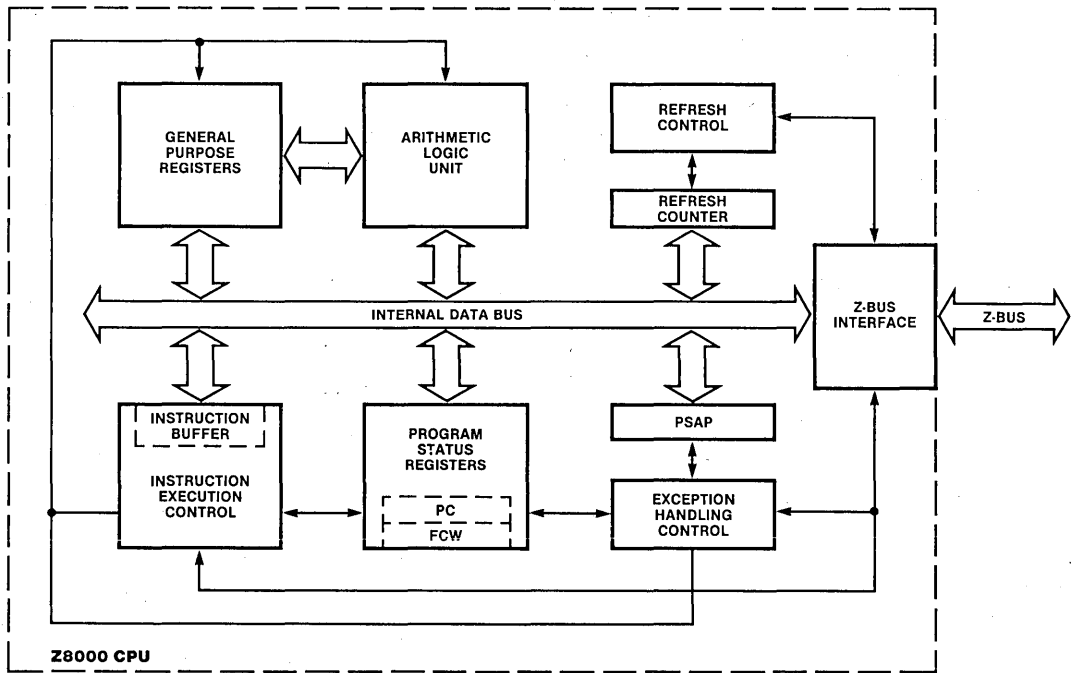 GENERAL
PURPOSE
REGISTERS
ARITHMETIC
LOGIC
UNIT
REFRESH
CONTROL
REFRESH
COUNTER
INTERNAL DATA BUS
Z-BUS
INTERFACE
Z-BUS
INSTRUCTION
BUFFER
INSTRUCTION
EXECUTION
CONTROL
PROGRAM
STATUS
REGISTERS
PC
FCW
PSAP
EXCEPTION
HANDLING
CONTROL
Z8000 CPU